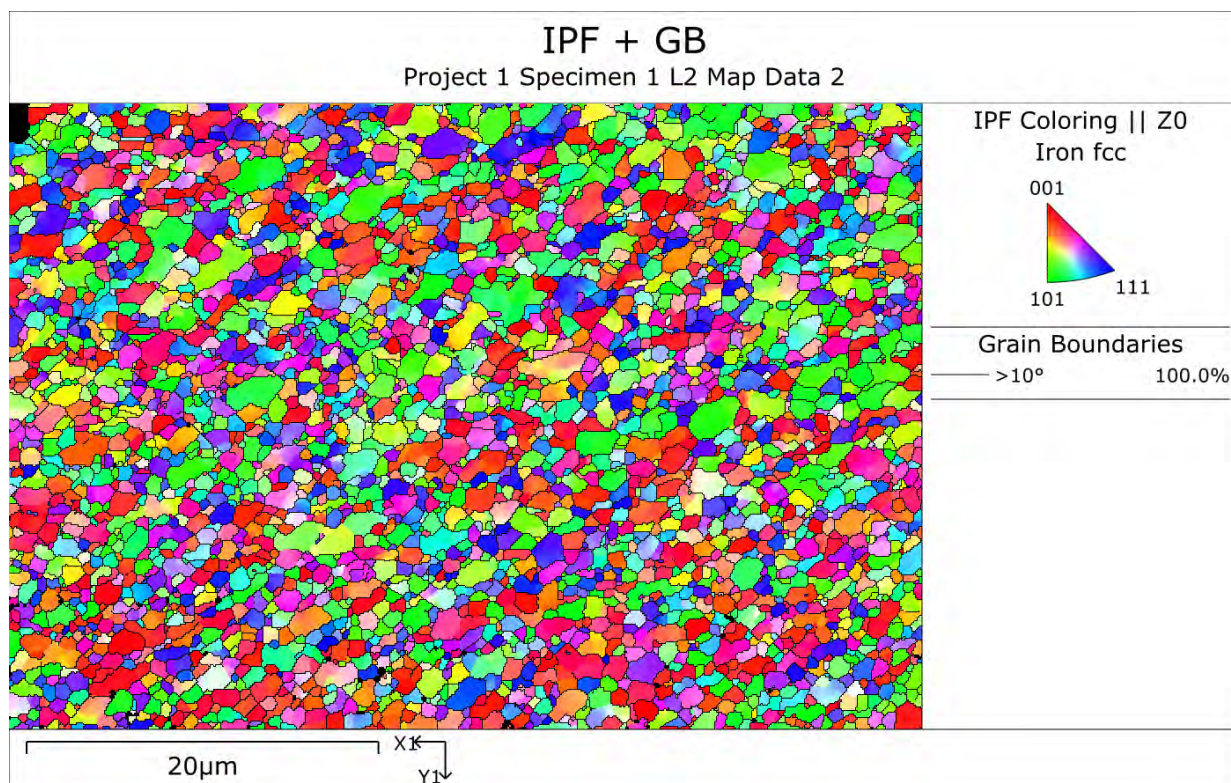 IPF + GB
Project 1 Specimen 1 L2 Map Data 2
IPF Coloring || Z0
Iron fcc
001
101
111
Grain Boundaries
>10° 100.0%
20µm
X1
Y1